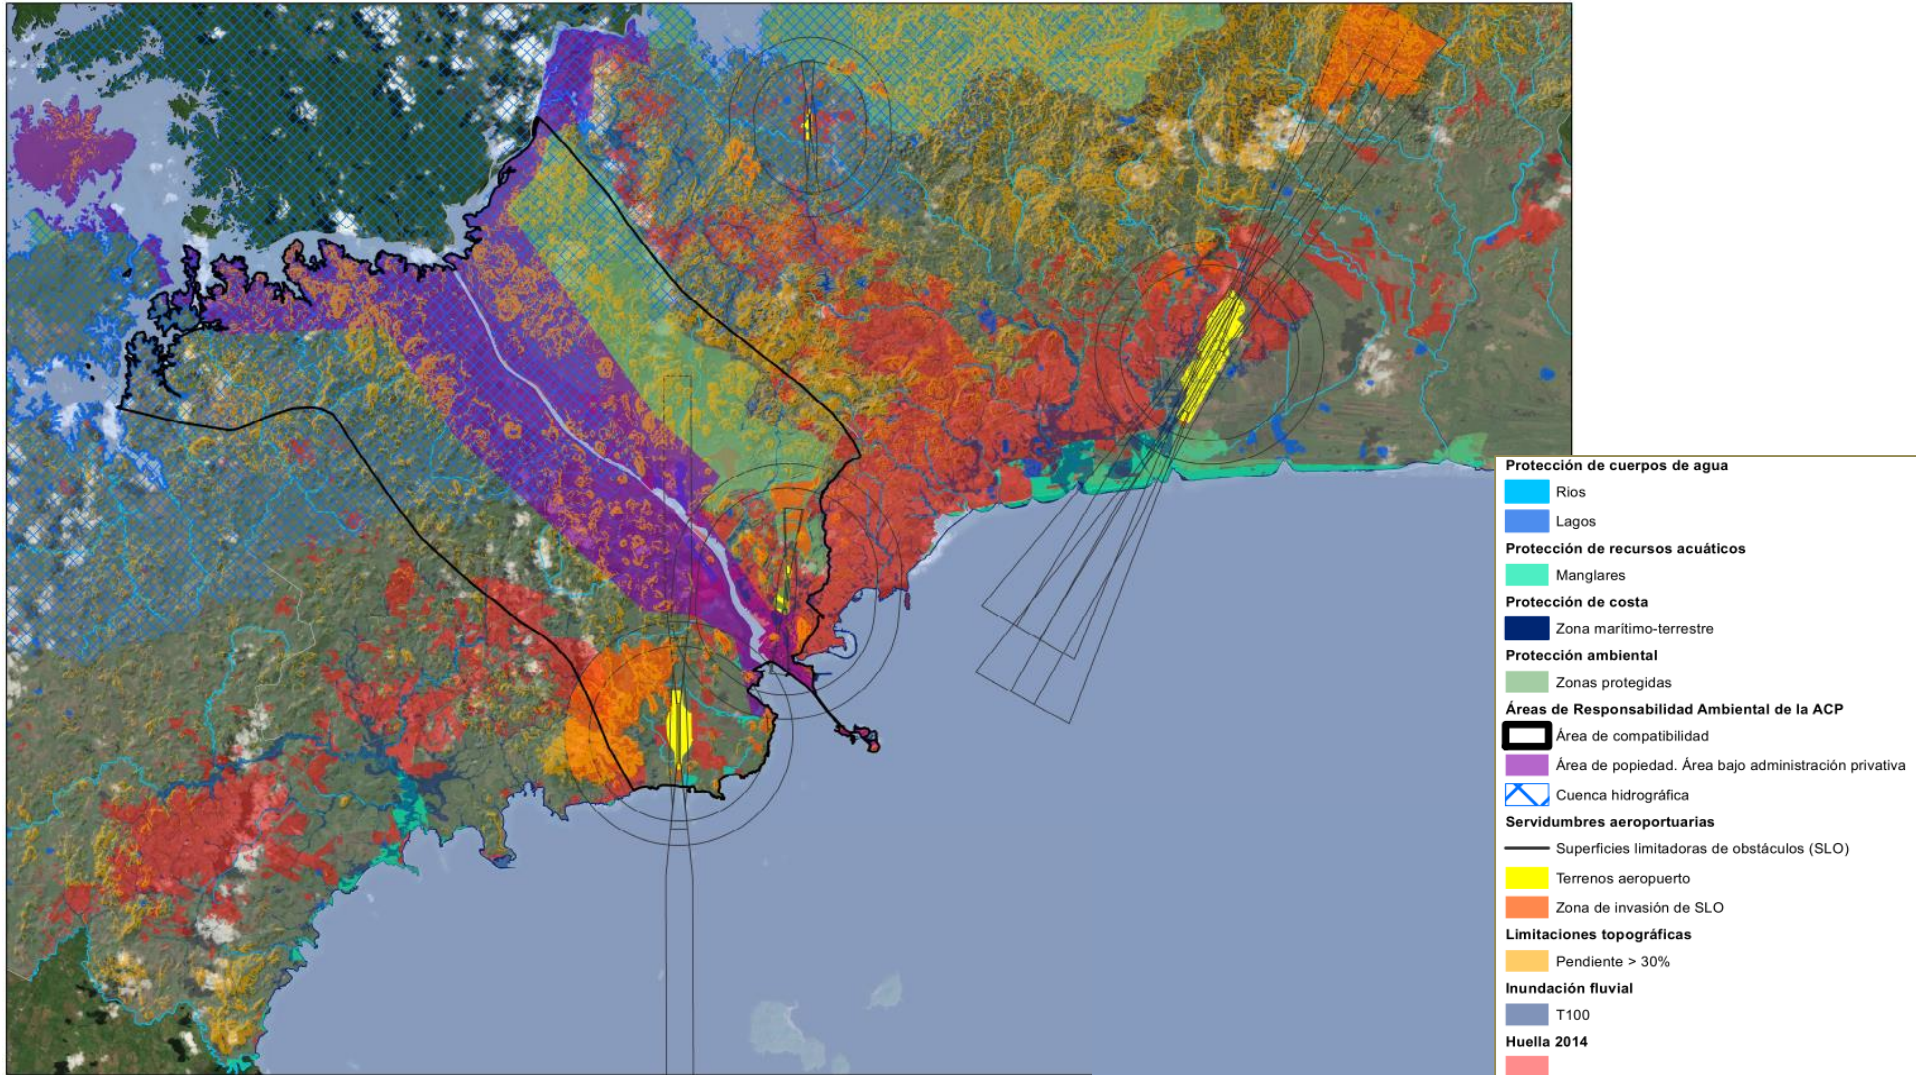 Protección de cuerpos de agua
Rios
Lagos
Protección de recursos acuáticos
Manglares
Protección de costa
Zona marítimo-terrestre
Protección ambiental
Zonas protegidas
Áreas de Responsabilidad Ambiental de la ACP
Área de compatibilidad
Área de popiedad. Área bajo administración privativa
Cuenca hidrográfica
Servidumbres aeroportuarias
Superficies limitadoras de obstáculos (SLO)
Terrenos aeropuerto
Zona de invasión de SLO
Limitaciones topográficas
Pendiente > 30%
Inundación fluvial
T100
Huella 2014